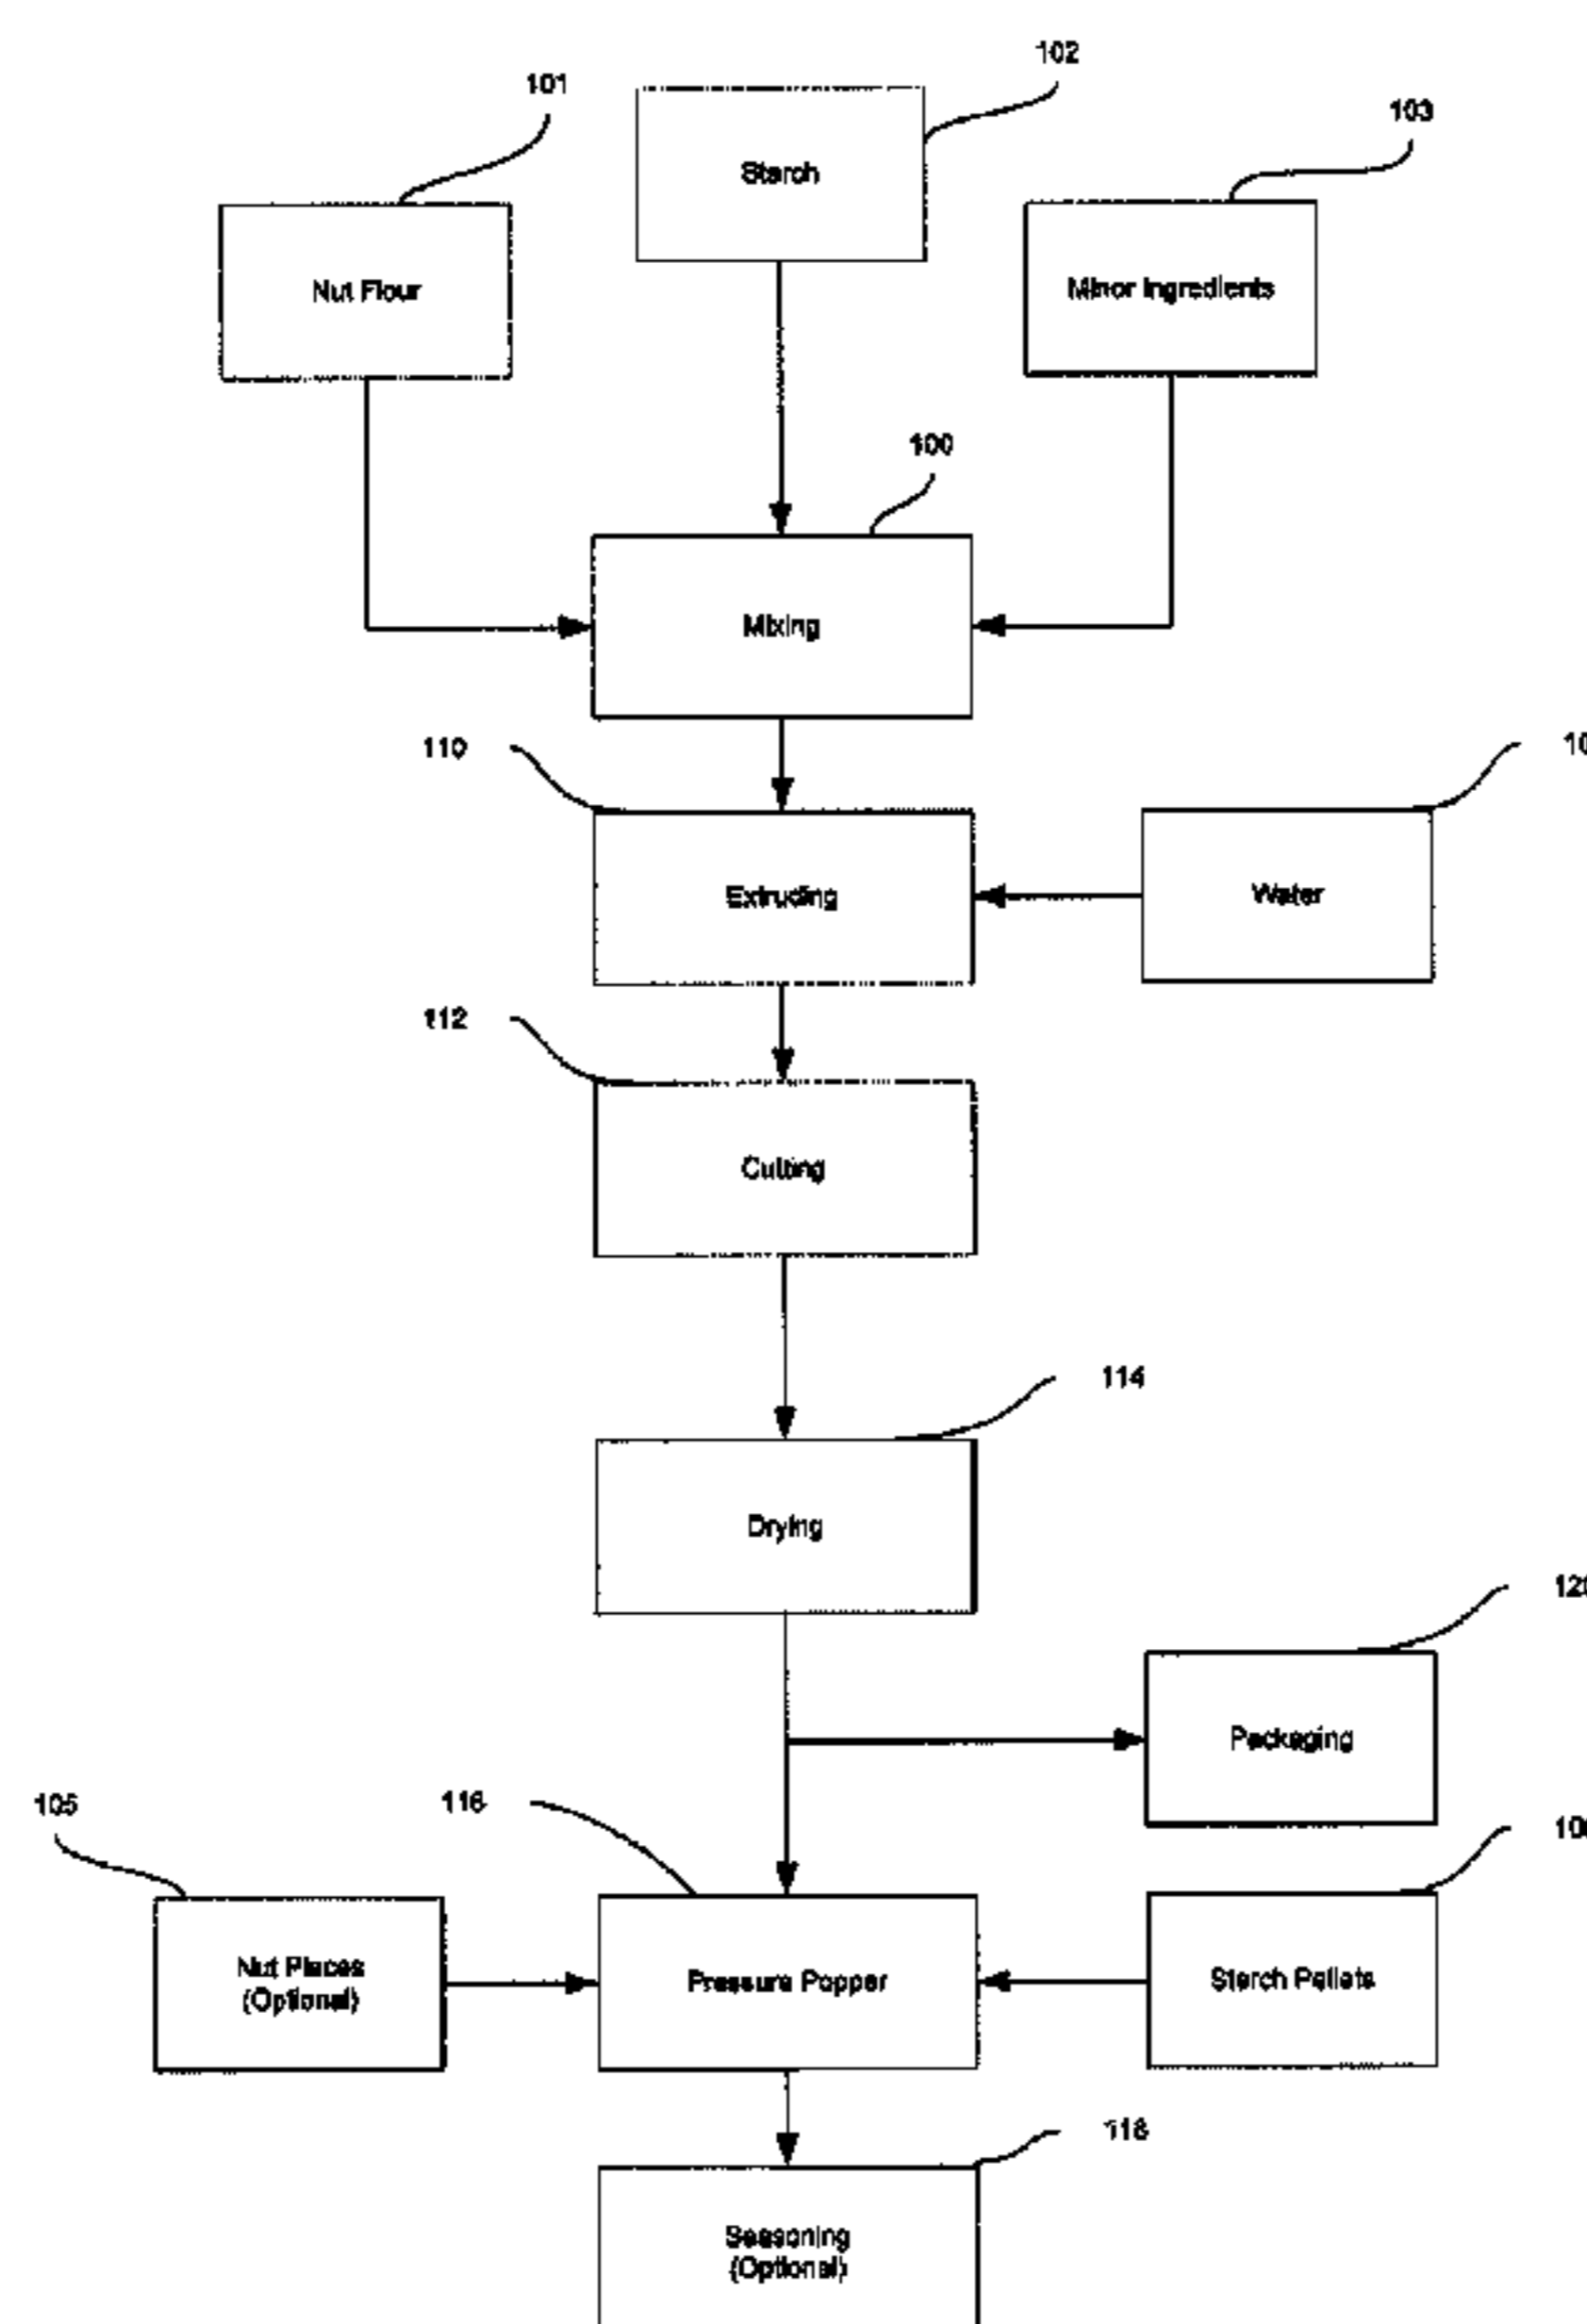 102
101
103
Starch
Nut Flour
Minor Ingredients
100
Mixing
110
Extruding
Water
112
Cutting
114
Drying
Packaging
105
116
Nut Pieces
(Optional)
Pressure Popper
Starch Pellets
118
Seasoning
(Optional)